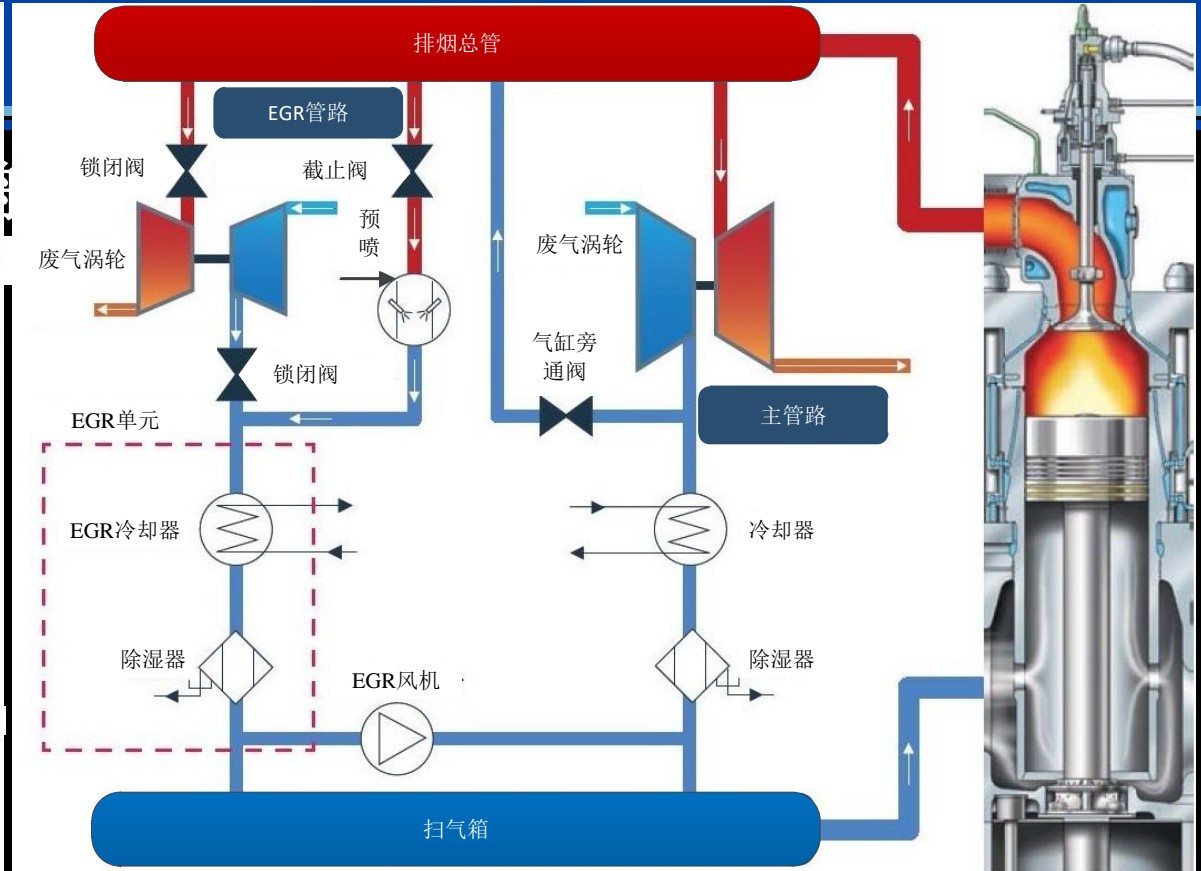 排烟总管
EGR管路
锁闭阀
截止阀
预
喷
废气涡轮
废气涡轮
气缸旁
通阀
锁闭阀
主管路
EGR单元
EGR冷却器
冷却器
除湿器
EGR风机
除湿器
扫气箱